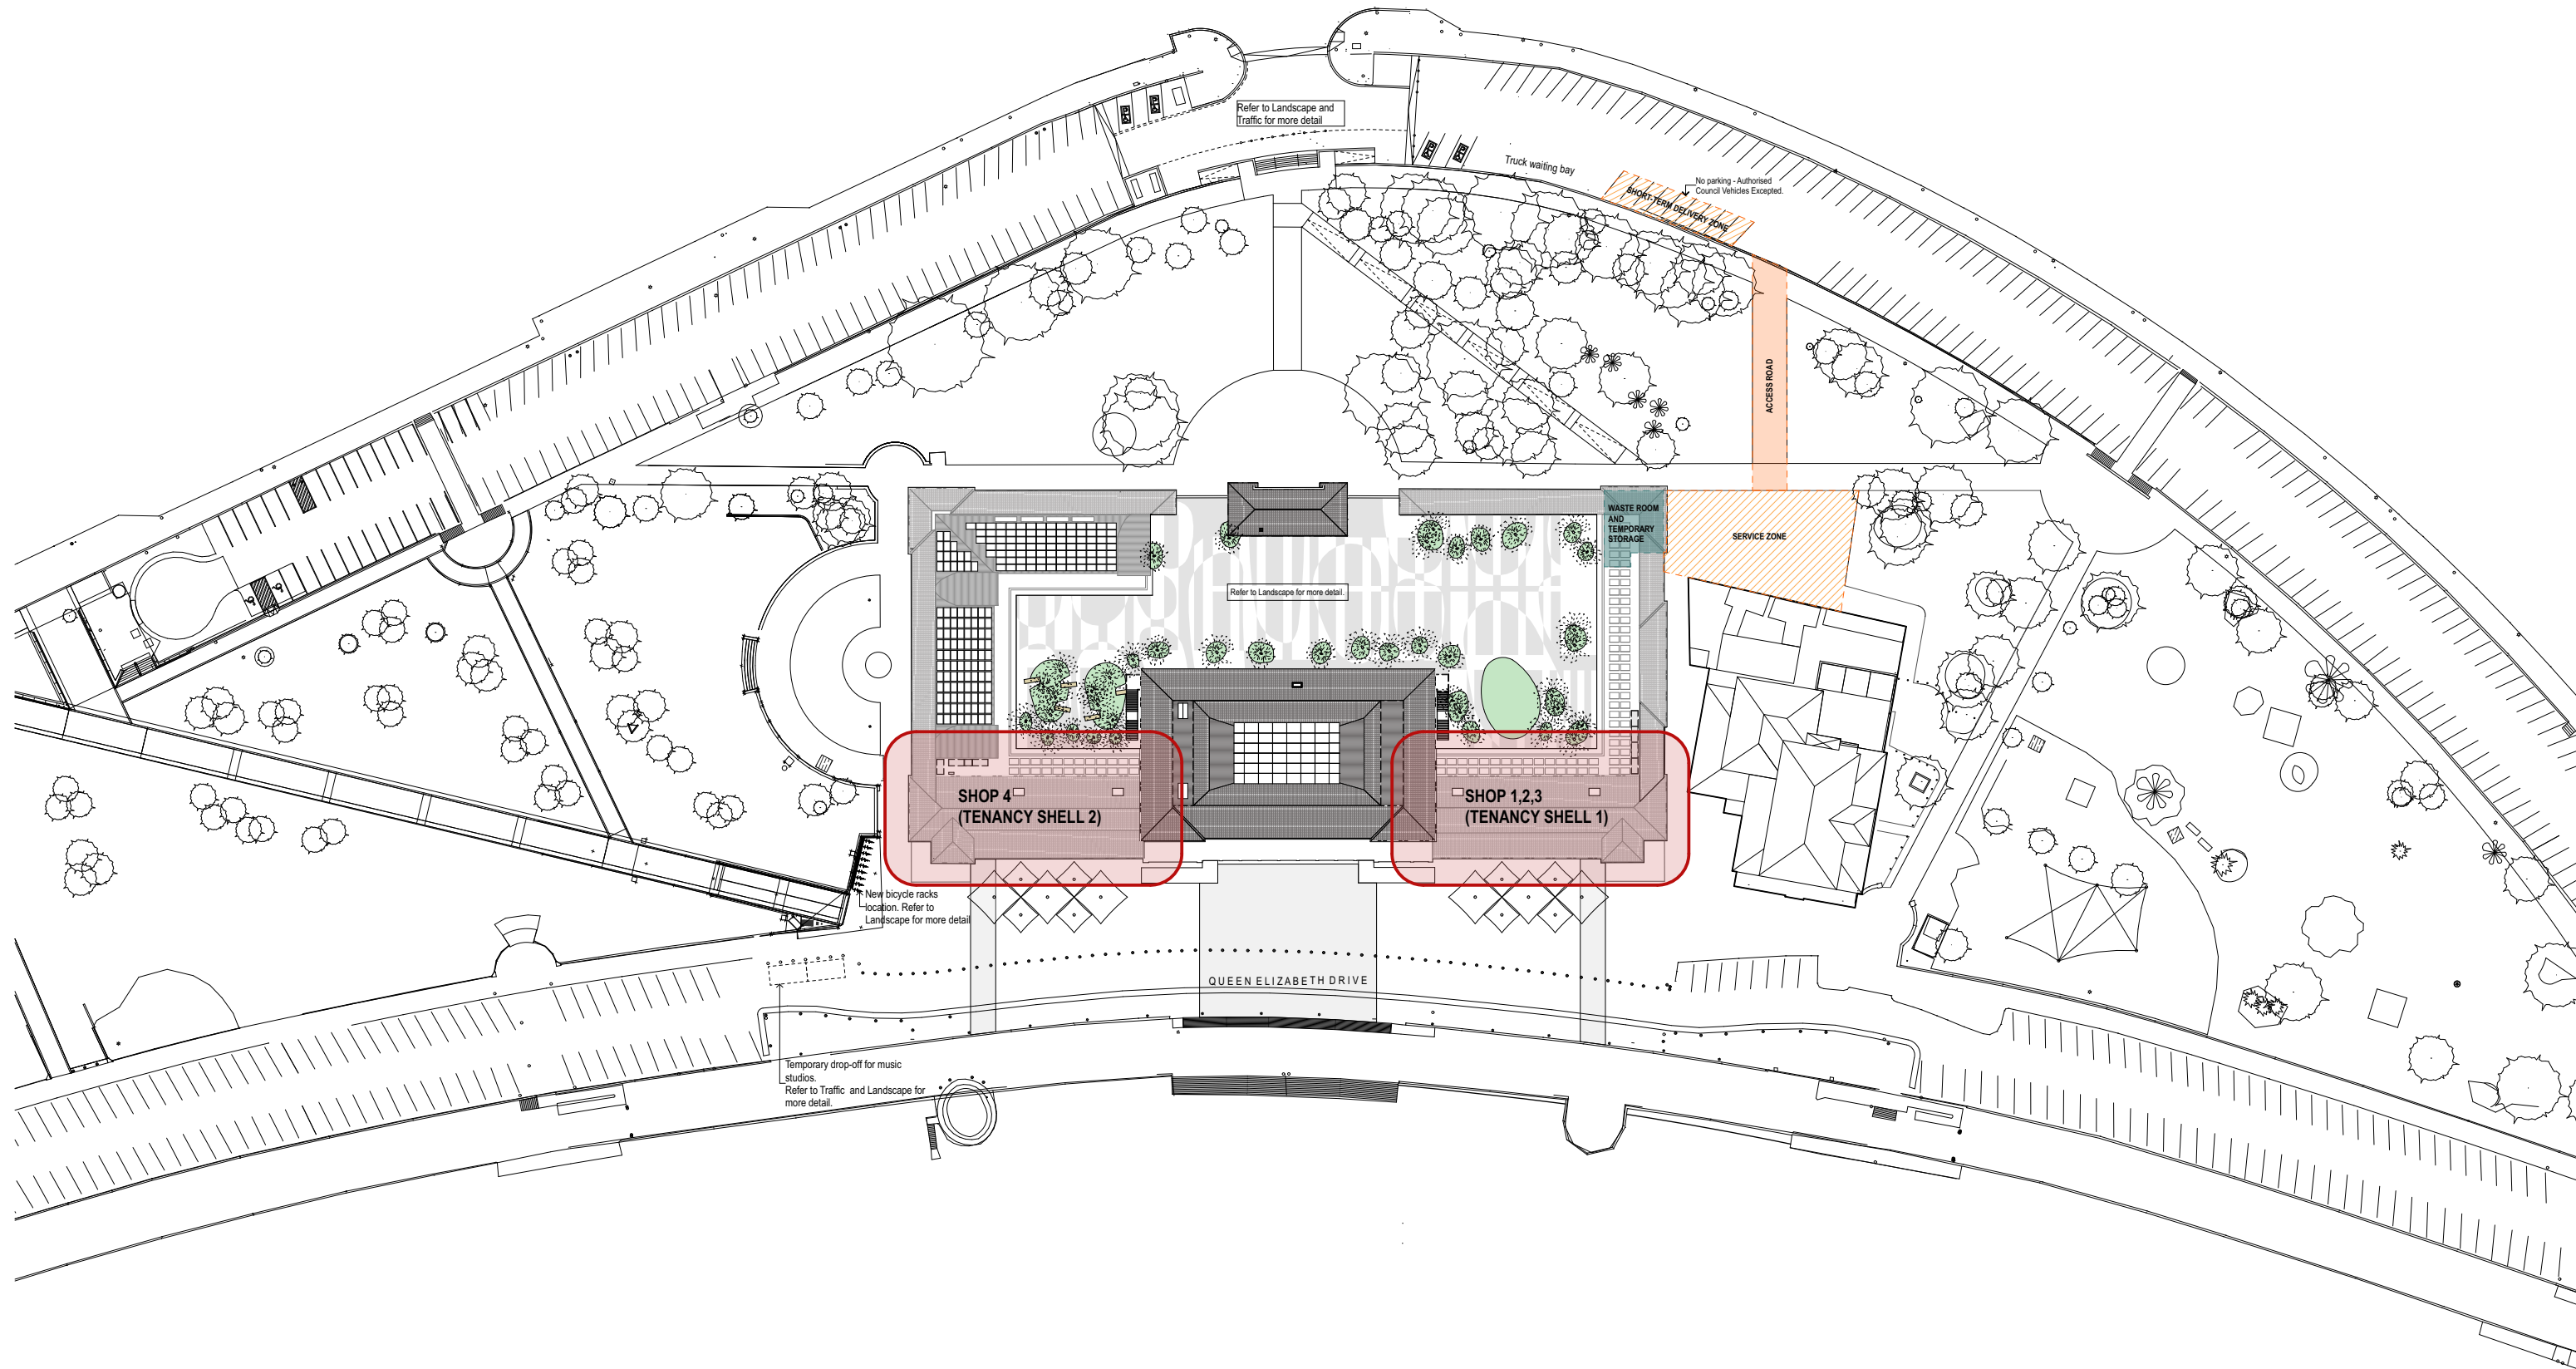 Refer to Landscape and
Traffic for more detail
Truck waiting bay
No parking - Authorised
Council Vehicles Excepted.
SHORT-TERM DELIVERY ZONE
ACCESS ROAD
WASTE ROOM
AND
TEMPORARY
STORAGE
SERVICE ZONE
Refer to Landscape for more detail.
SHOP 4
(TENANCY SHELL 2)
SHOP 1,2,3
(TENANCY SHELL 1)
New bicycle racks
location. Refer to
Landscape for more detail
QUEEN ELIZABETH DRIVE
Temporary drop-off for music
studios.
Refer to Traffic and Landscape for
more detail.